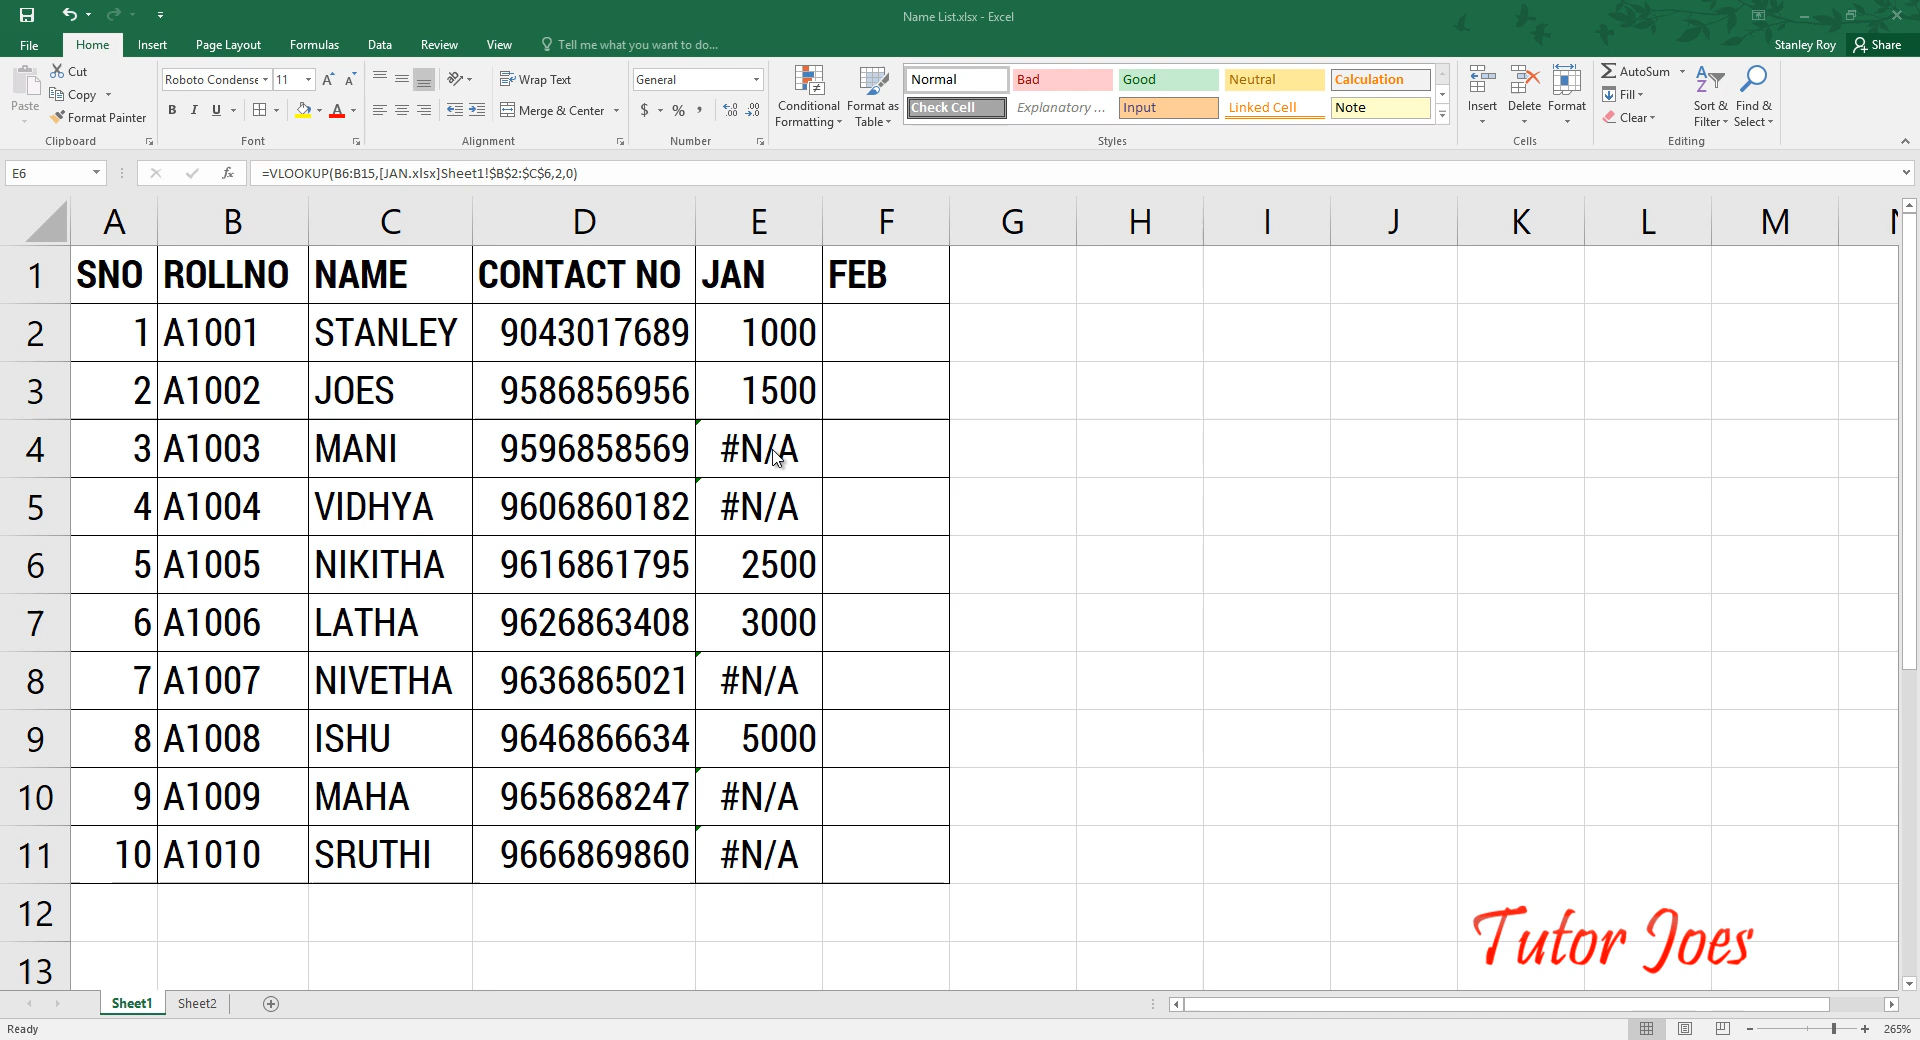 Name List.xlsx - Excel
File Home Insert Page Layout Formulas Data Review View Tell me what you want to do... Stanley Roy Share
Paste Cut Copy Format Painter
Clipboard
Roboto Condense 11
B I U A
Font
Wrap Text
Merge & Center
Alignment
General
$ % ,
Number
Conditional Formatting Format as Table
Normal Bad Good Neutral Calculation
Check Cell Explanatory ... Input Linked Cell Note
Styles
Insert Delete Format
Cells
AutoSum Fill Clear Sort & Filter Find & Select
Editing
E6 fx =VLOOKUP(B6:B15,[JAN.xlsx]Sheet1!$B$2:$C$6,2,0)
A B C D E F G H I J K L M
1 SNO ROLLNO NAME CONTACT NO JAN FEB
2 1 A1001 STANLEY 9043017689 1000
3 2 A1002 JOES 9586856956 1500
4 3 A1003 MANI 9596858569 #N/A
5 4 A1004 VIDHYA 9606860182 #N/A
6 5 A1005 NIKITHA 9616861795 2500
7 6 A1006 LATHA 9626863408 3000
8 7 A1007 NIVETHA 9636865021 #N/A
9 8 A1008 ISHU 9646866634 5000
10 9 A1009 MAHA 9656868247 #N/A
11 10 A1010 SRUTHI 9666869860 #N/A
12
13
Tutor Joes
Sheet1 Sheet2
Ready 265%